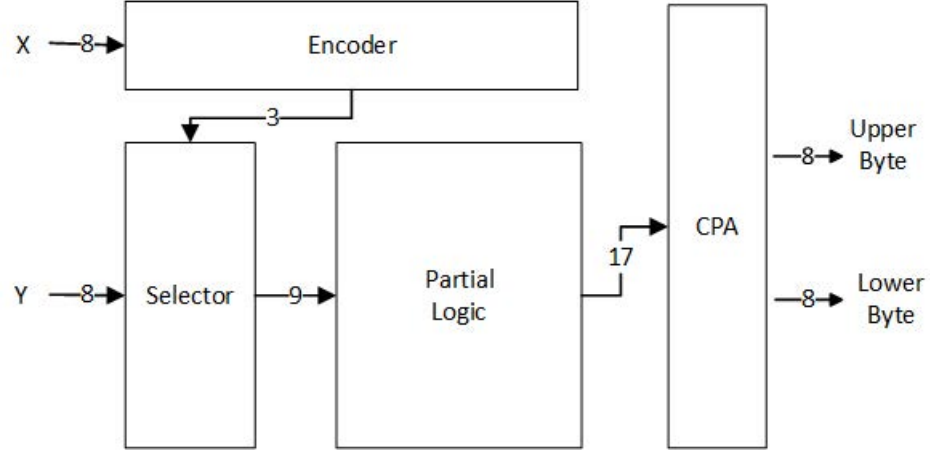 X
8
Encoder
3
Y
8
Selector
9
Partial
Logic
17
CPA
8
Upper
Byte
8
Lower
Byte